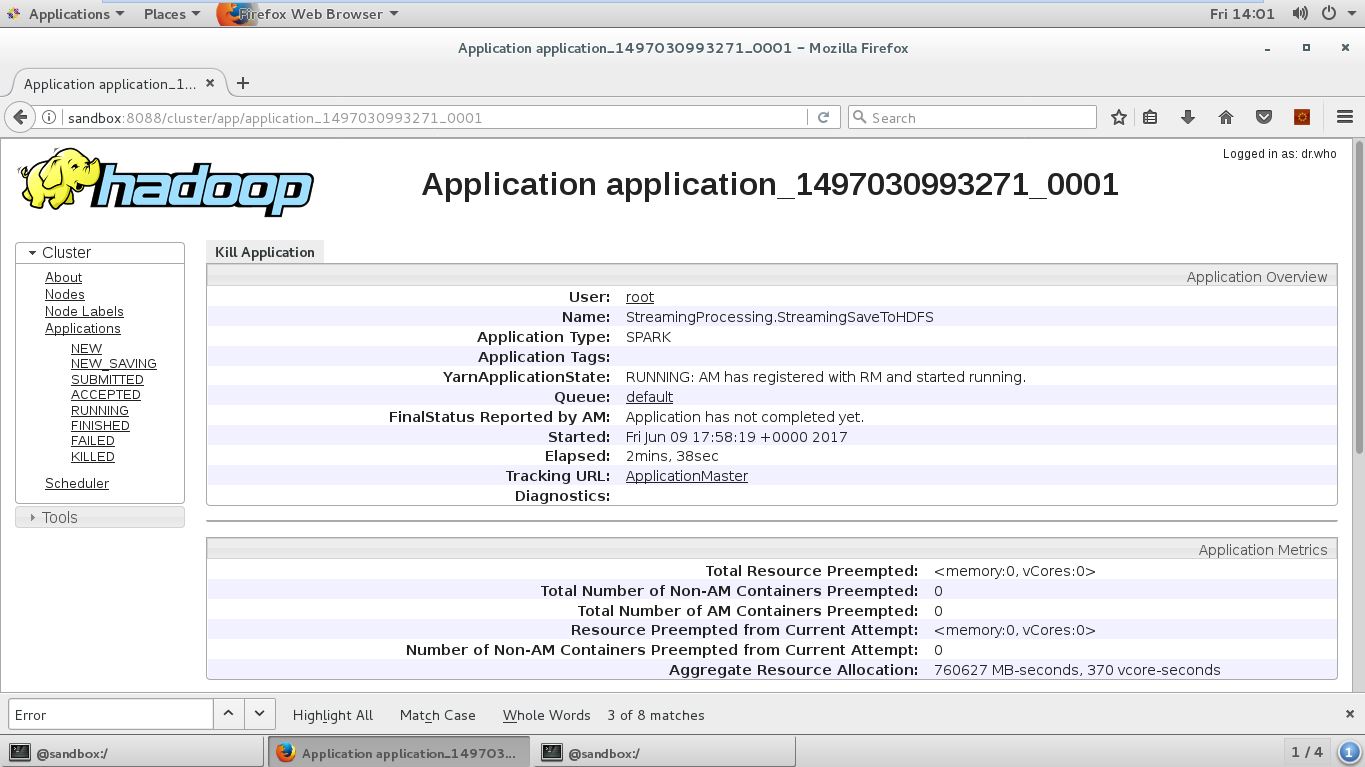 Applications Places Firefox Web Browser Fri 14:01
Application application_1497030993271_0001 - Mozilla Firefox
Application application_1...
sandbox:8088/cluster/app/application_1497030993271_0001 Search
Logged in as: dr.who
hadoop
Application application_1497030993271_0001
Cluster
About
Nodes
Node Labels
Applications
NEW
NEW_SAVING
SUBMITTED
ACCEPTED
RUNNING
FINISHED
FAILED
KILLED
Scheduler
Tools
Kill Application
Application Overview
User: root
Name: StreamingProcessing.StreamingSaveToHDFS
Application Type: SPARK
Application Tags:
YarnApplicationState: RUNNING: AM has registered with RM and started running.
Queue: default
FinalStatus Reported by AM: Application has not completed yet.
Started: Fri Jun 09 17:58:19 +0000 2017
Elapsed: 2mins, 38sec
Tracking URL: ApplicationMaster
Diagnostics:
Application Metrics
Total Resource Preempted: <memory:0, vCores:0>
Total Number of Non-AM Containers Preempted: 0
Total Number of AM Containers Preempted: 0
Resource Preempted from Current Attempt: <memory:0, vCores:0>
Number of Non-AM Containers Preempted from Current Attempt: 0
Aggregate Resource Allocation: 760627 MB-seconds, 370 vcore-seconds
Error Highlight All Match Case Whole Words 3 of 8 matches
@sandbox:/ Application application_149703... @sandbox:/ 1 / 4 1